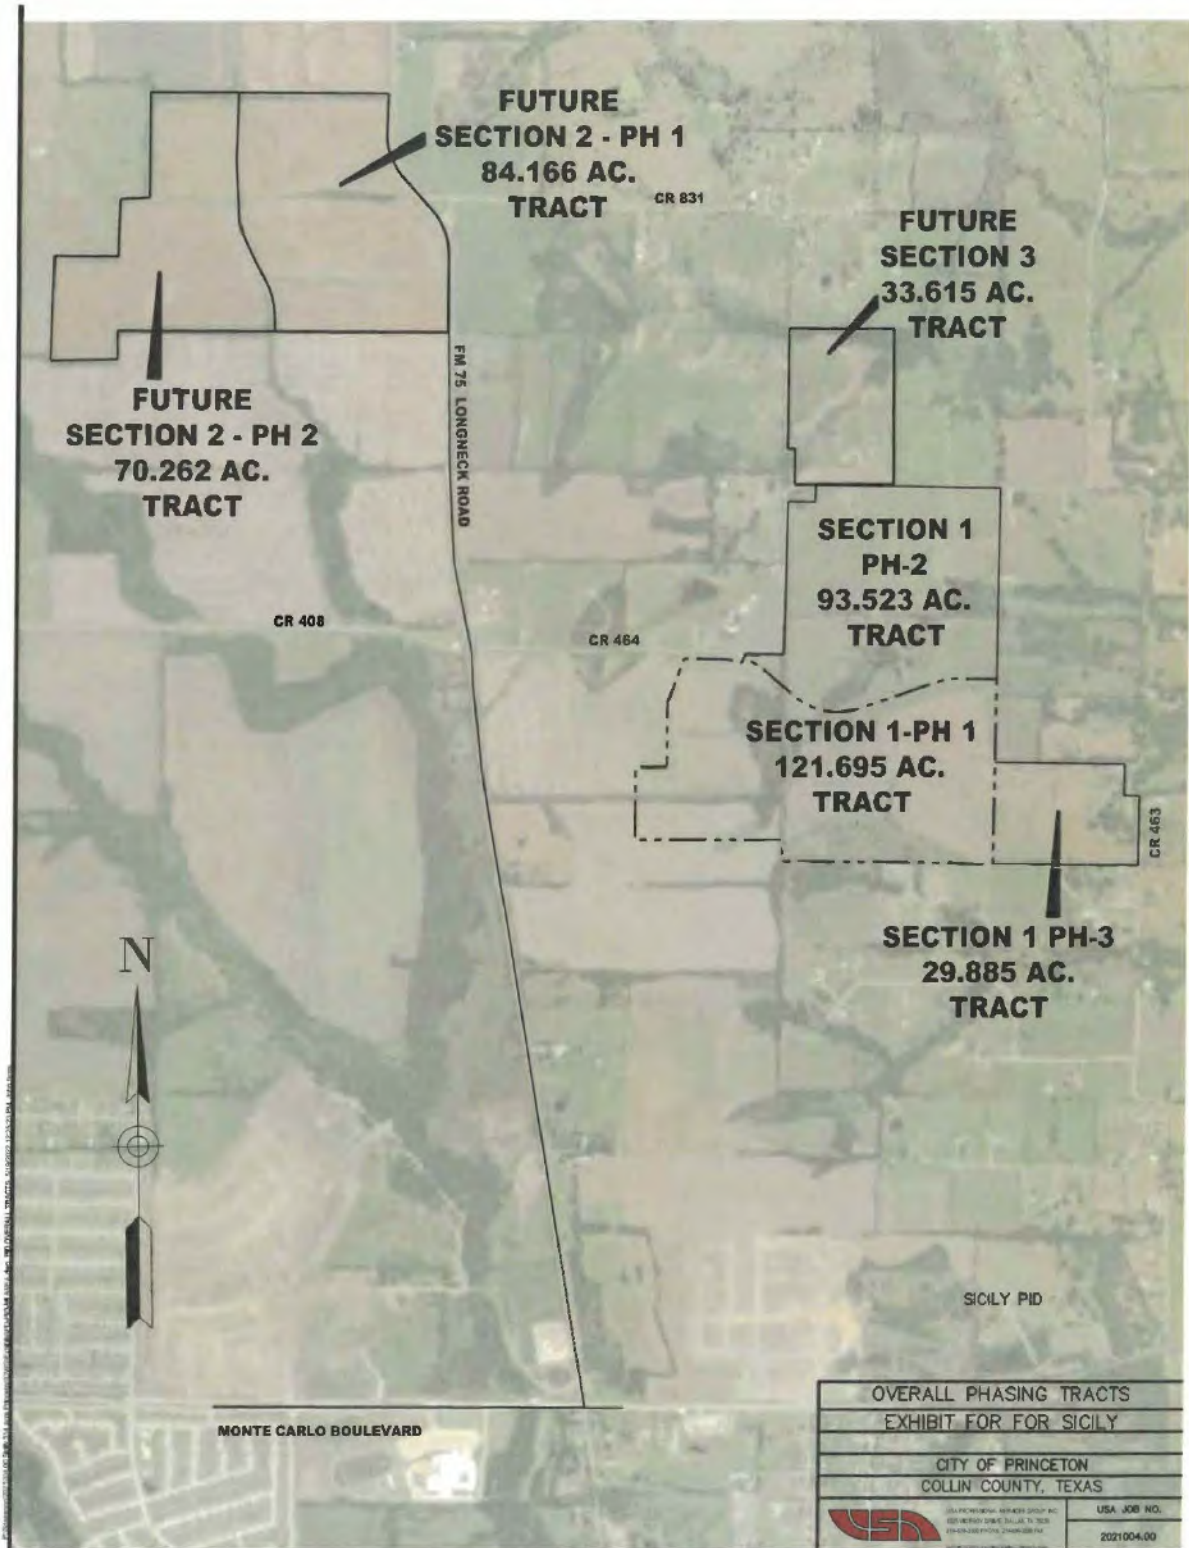 FUTURE
SECTION 2 - PH 1
84.166 AC.
TRACT
CR 831
FUTURE
SECTION 3
33.615 AC.
TRACT
FUTURE
SECTION 2 - PH 2
70.262 AC.
TRACT
FM 75 LONGNECK ROAD
SECTION 1
PH-2
93.523 AC.
TRACT
CR 408
CR 464
SECTION 1-PH 1
121.695 AC.
TRACT
CR 463
SECTION 1 PH-3
29.885 AC.
TRACT
N
SICILY PID
MONTE CARLO BOULEVARD
OVERALL PHASING TRACTS
EXHIBIT FOR FOR SICILY
CITY OF PRINCETON
COLLIN COUNTY, TEXAS
USA
USA JOB NO.
2021004.00